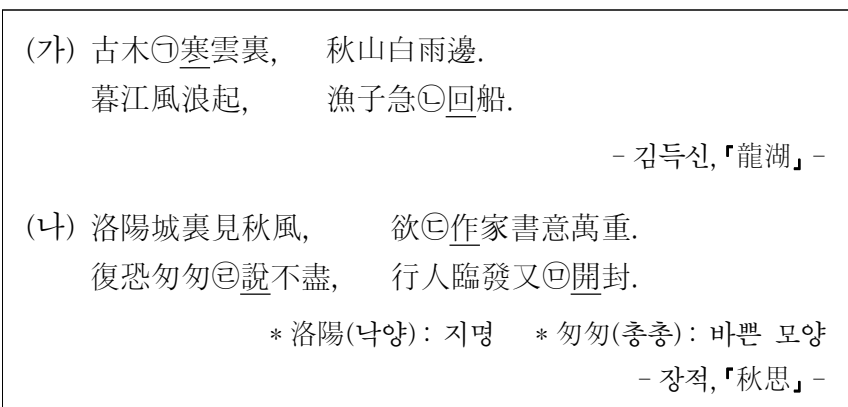 (가) 古木㉠寒雲裏, 秋山白雨邊.
暮江風浪起, 漁子急㉡回船.
- 김득신, 「龍湖」 -
(나) 洛陽城裏見秋風, 欲㉢作家書意萬重.
復恐匆匆㉣說不盡, 行人臨發又㉤開封.
* 洛陽(낙양) : 지명 * 匆匆(총총) : 바쁜 모양
- 장적, 「秋思」 -